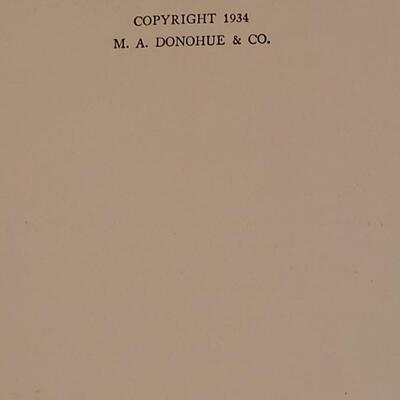 COPYRIGHT 1934
M. A. DONOHUE & CO.